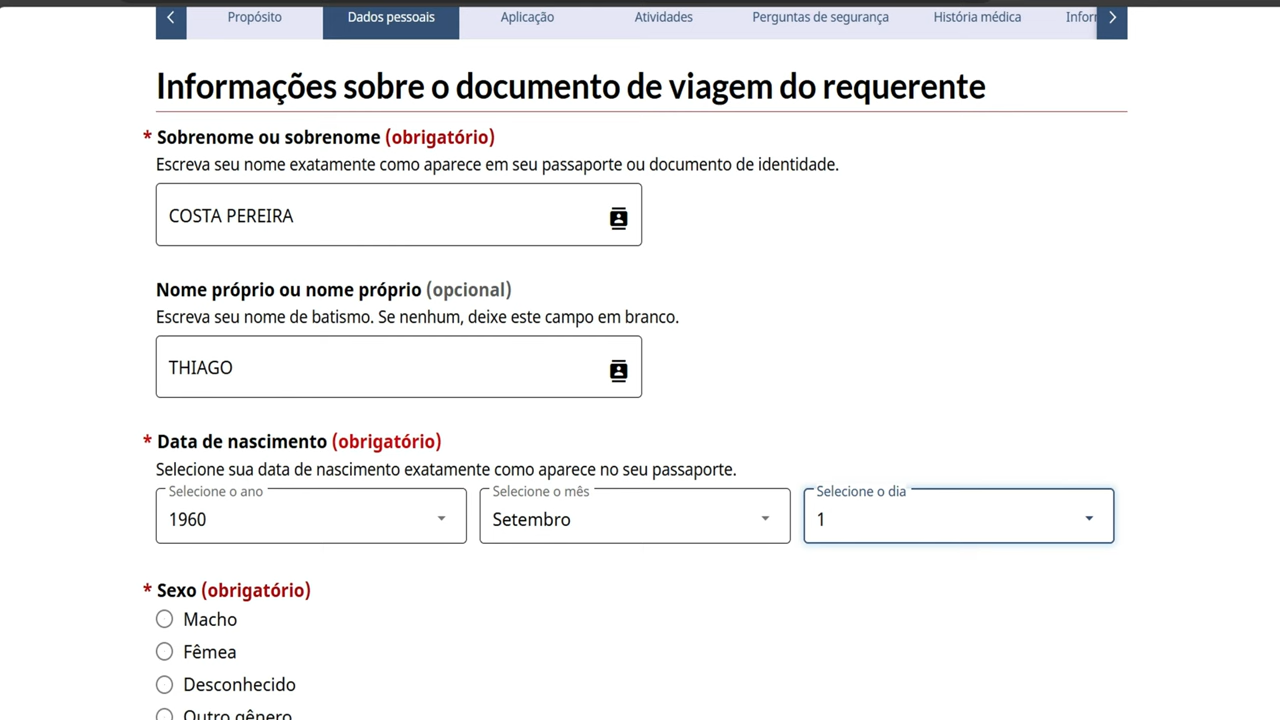 Propósito
Dados pessoais
Aplicação
Atividades
Perguntas de segurança
História médica
Informações sobre o documento de viagem do requerente
* Sobrenome ou sobrenome (obrigatório)
Escreva seu nome exatamente como aparece em seu passaporte ou documento de identidade.
COSTA PEREIRA
Nome próprio ou nome próprio (opcional)
Escreva seu nome de batismo. Se nenhum, deixe este campo em branco.
THIAGO
* Data de nascimento (obrigatório)
Selecione sua data de nascimento exatamente como aparece no seu passaporte.
Selecione o ano
1960
Selecione o mês
Setembro
Selecione o dia
1
* Sexo (obrigatório)
Macho
Fêmea
Desconhecido
Outro gênero